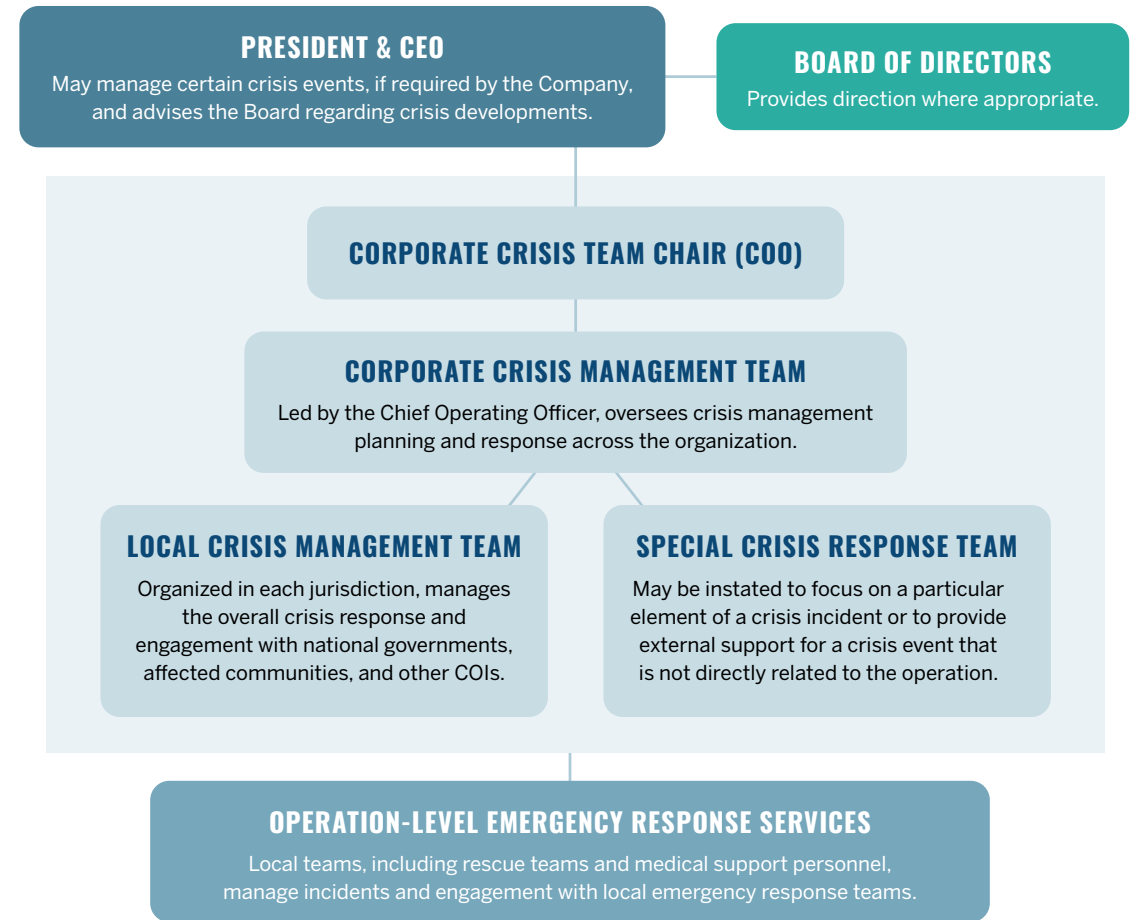 PRESIDENT & CEO
May manage certain crisis events, if required by the Company,
and advises the Board regarding crisis developments.
BOARD OF DIRECTORS
Provides direction where appropriate.
CORPORATE CRISIS TEAM CHAIR (COO)
CORPORATE CRISIS MANAGEMENT TEAM
Led by the Chief Operating Officer, oversees crisis management
planning and response across the organization.
LOCAL CRISIS MANAGEMENT TEAM
Organized in each jurisdiction, manages
the overall crisis response and
engagement with national governments,
affected communities, and other COIs.
SPECIAL CRISIS RESPONSE TEAM
May be instated to focus on a particular
element of a crisis incident or to provide
external support for a crisis event that
is not directly related to the operation.
OPERATION-LEVEL EMERGENCY RESPONSE SERVICES
Local teams, including rescue teams and medical support personnel,
manage incidents and engagement with local emergency response teams.